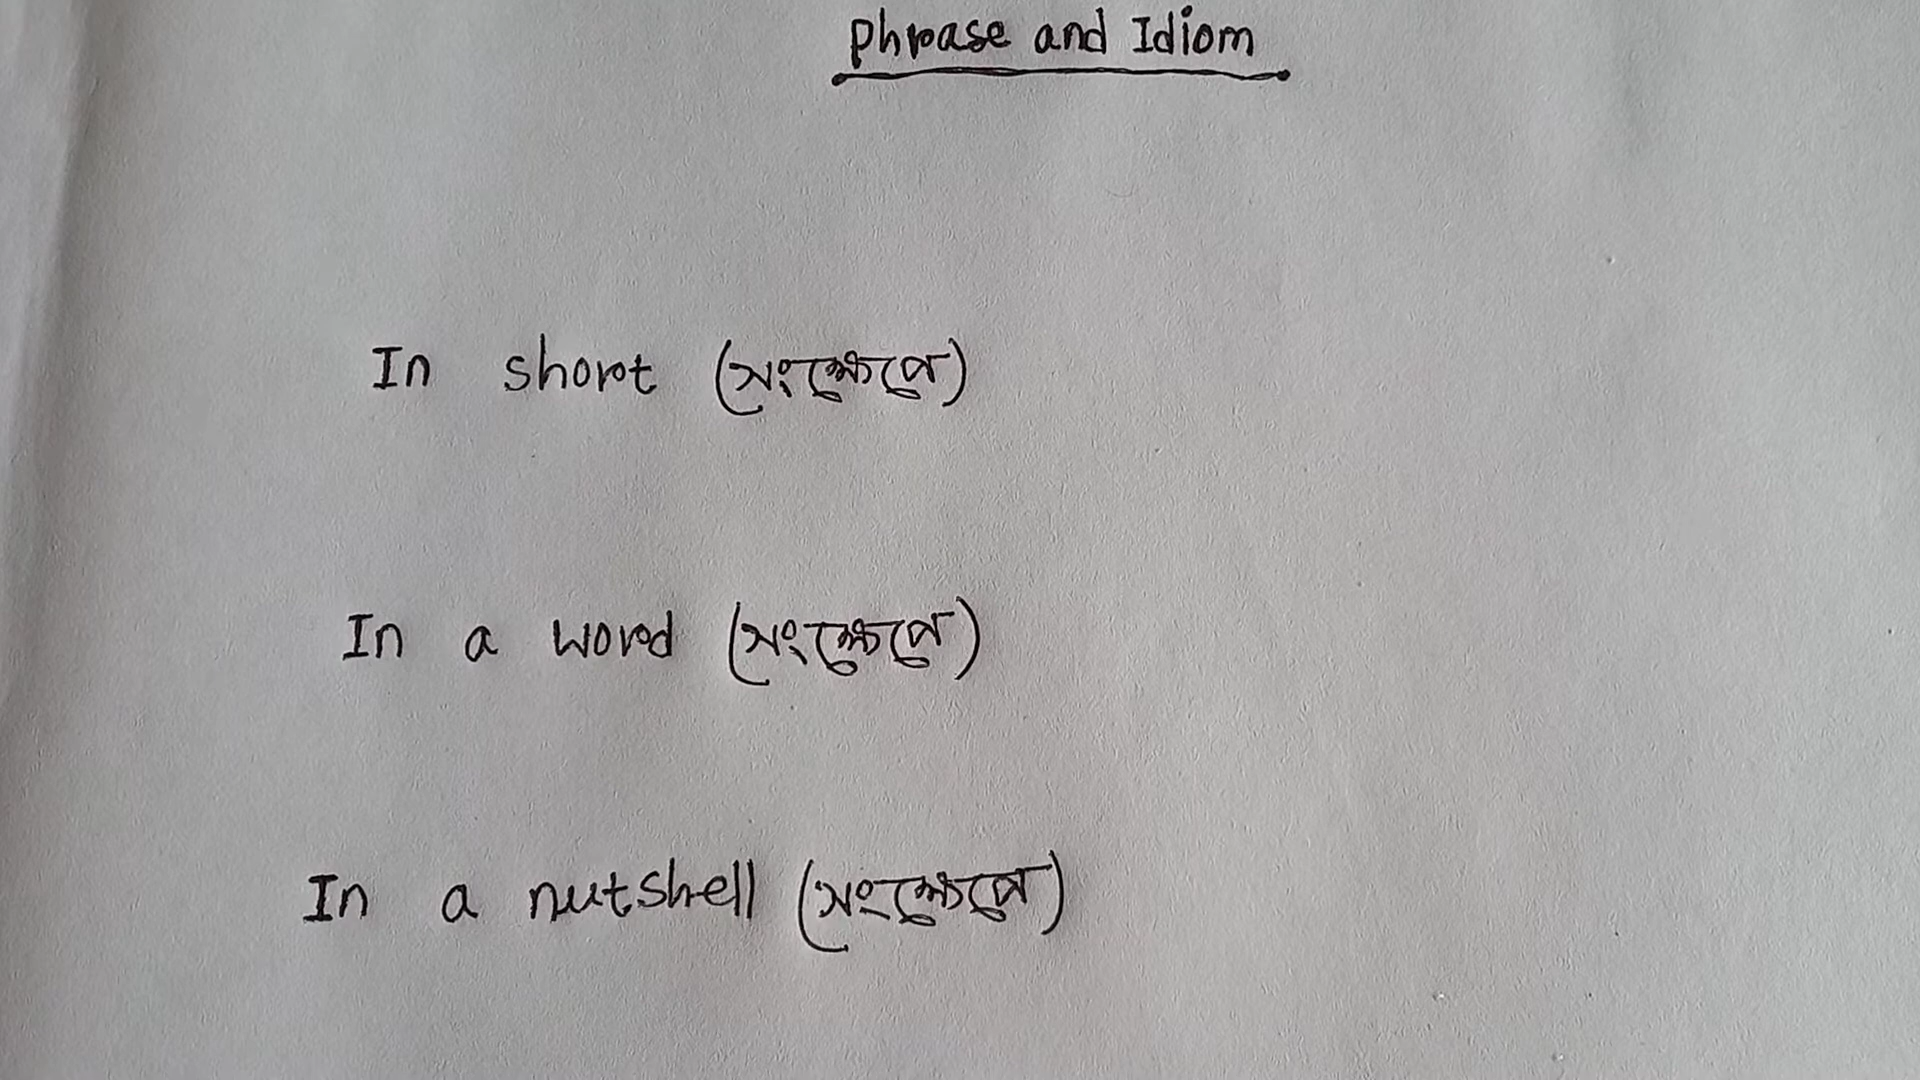 Phrase and Idiom
In short (সংক্ষেপে)
In a word (সংক্ষেপে)
In a nutshell (সংক্ষেপে)